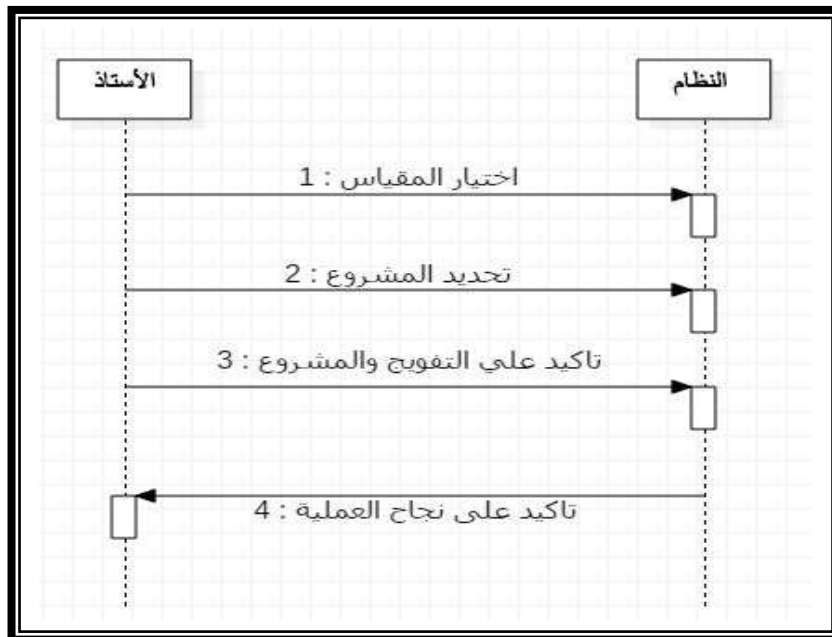 الأستاذ
النظام
1 : اختيار المقياس
2 : تحديد المشروع
3 : تاكيد علي التفويج والمشروع
4 : تاكيد على نجاح العملية